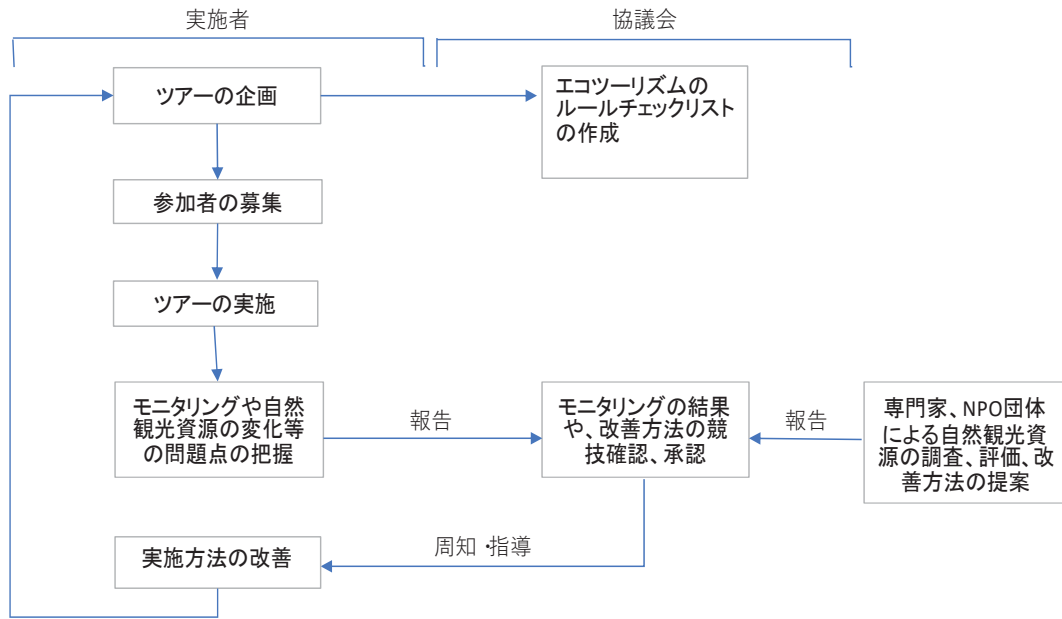 実施者
協議会
ツアーの企画
エコツーリズムの
ルールチェックリスト
の作成
参加者の募集
ツアーの実施
モニタリングや自然
観光資源の変化等
の問題点の把握
報告
モニタリングの結果
や、改善方法の競
技確認、承認
報告
専門家、NPO団体
による自然観光資
源の調査、評価、改
善方法の提案
実施方法の改善
周知・指導